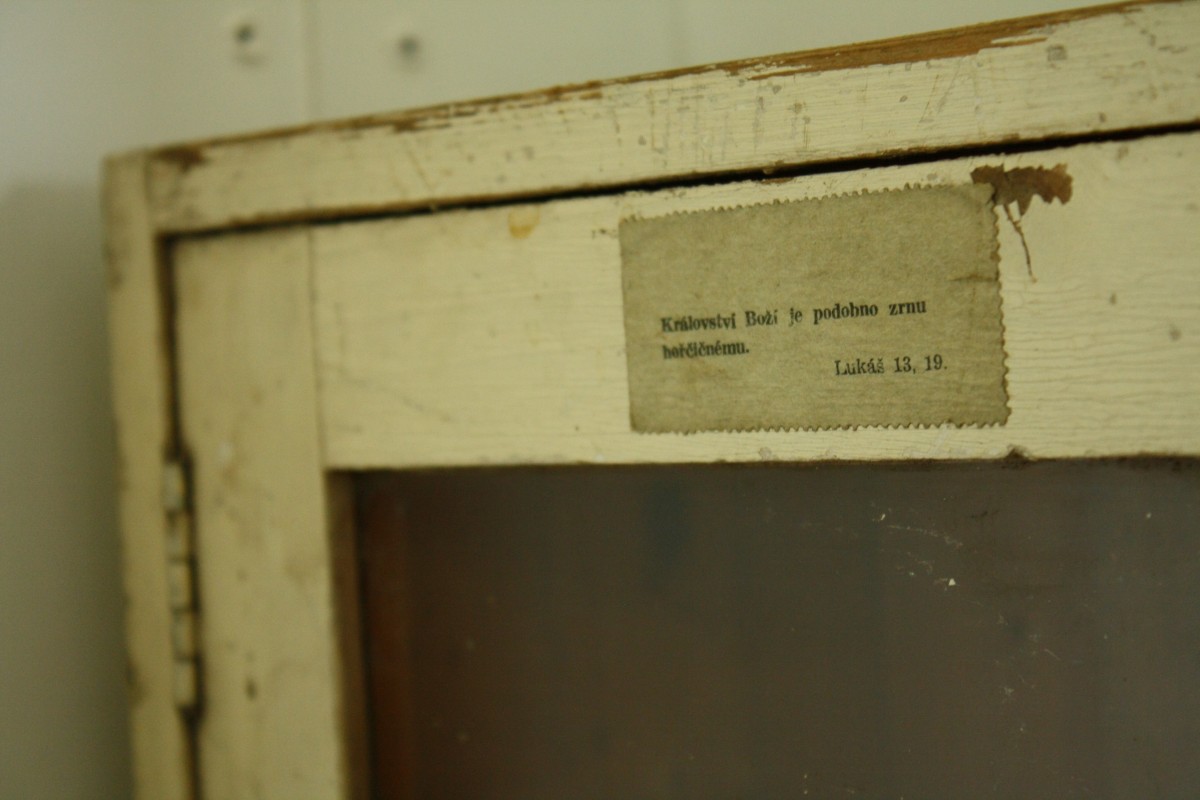 Království Boží je podobno zrnu
hořčičnému.
Lukáš 13, 19.